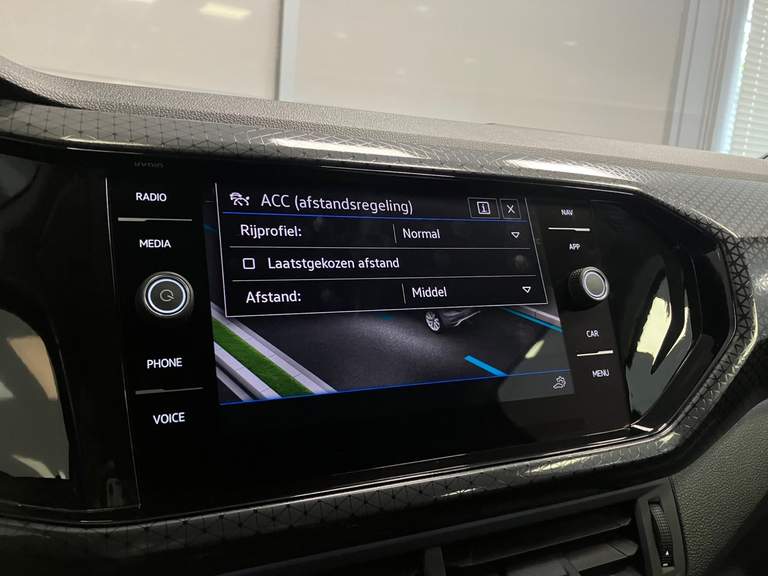 RADIO
MEDIA
PHONE
VOICE
ACC (afstandsregeling)
i X
Rijprofiel: Normal
Laatstgekozen afstand
Afstand: Middel
NAV
APP
CAR
MENU